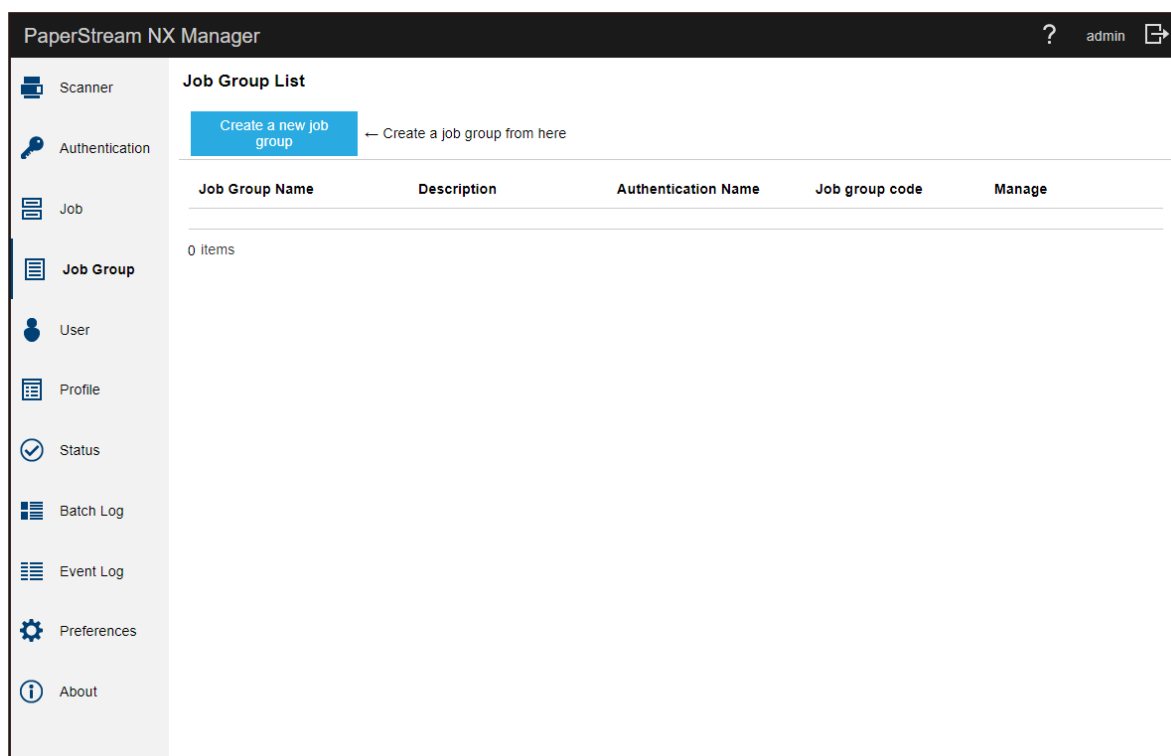 PaperStream NX Manager
? admin
Scanner
Authentication
Job
Job Group
User
Profile
Status
Batch Log
Event Log
Preferences
About
Job Group List
Create a new job
group
← Create a job group from here
Job Group Name Description Authentication Name Job group code Manage
0 items